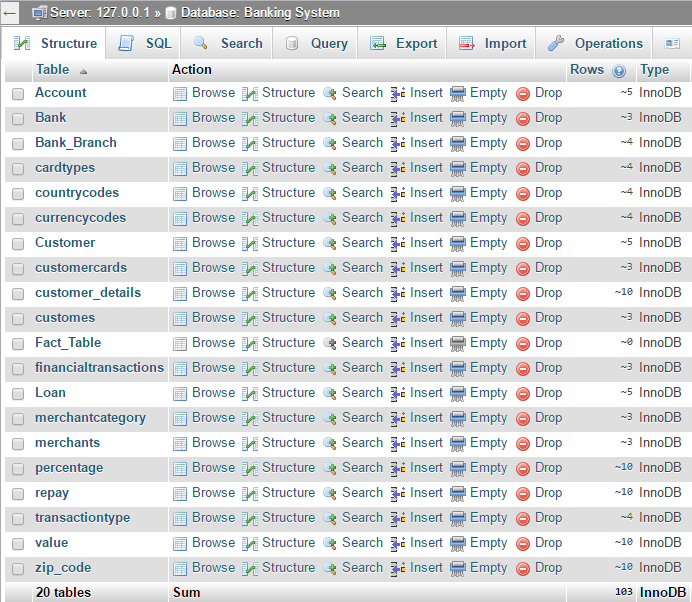 Server: 127.0.0.1 » Database: Banking System
Structure SQL Search Query Export Import Operations
Table Action Rows Type
Account Browse Structure Search Insert Empty Drop ~5 InnoDB
Bank Browse Structure Search Insert Empty Drop ~3 InnoDB
Bank_Branch Browse Structure Search Insert Empty Drop ~4 InnoDB
cardtypes Browse Structure Search Insert Empty Drop ~4 InnoDB
countrycodes Browse Structure Search Insert Empty Drop ~4 InnoDB
currencycodes Browse Structure Search Insert Empty Drop ~4 InnoDB
Customer Browse Structure Search Insert Empty Drop ~5 InnoDB
customercards Browse Structure Search Insert Empty Drop ~3 InnoDB
customer_details Browse Structure Search Insert Empty Drop ~10 InnoDB
customes Browse Structure Search Insert Empty Drop ~3 InnoDB
Fact_Table Browse Structure Search Insert Empty Drop ~0 InnoDB
financialtransactions Browse Structure Search Insert Empty Drop ~3 InnoDB
Loan Browse Structure Search Insert Empty Drop ~5 InnoDB
merchantcategory Browse Structure Search Insert Empty Drop ~3 InnoDB
merchants Browse Structure Search Insert Empty Drop ~3 InnoDB
percentage Browse Structure Search Insert Empty Drop ~10 InnoDB
repay Browse Structure Search Insert Empty Drop ~10 InnoDB
transactiontype Browse Structure Search Insert Empty Drop ~4 InnoDB
value Browse Structure Search Insert Empty Drop ~10 InnoDB
zip_code Browse Structure Search Insert Empty Drop ~10 InnoDB
20 tables Sum 103 InnoDB